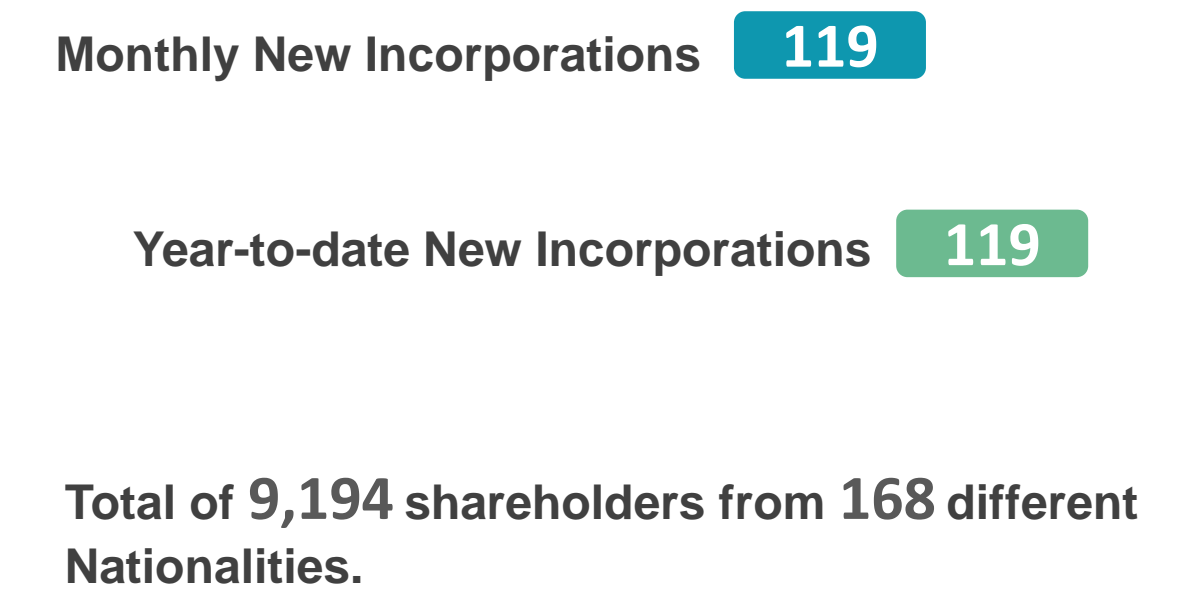 Monthly New Incorporations 119
Year-to-date New Incorporations 119
Total of 9,194 shareholders from 168 different
Nationalities.